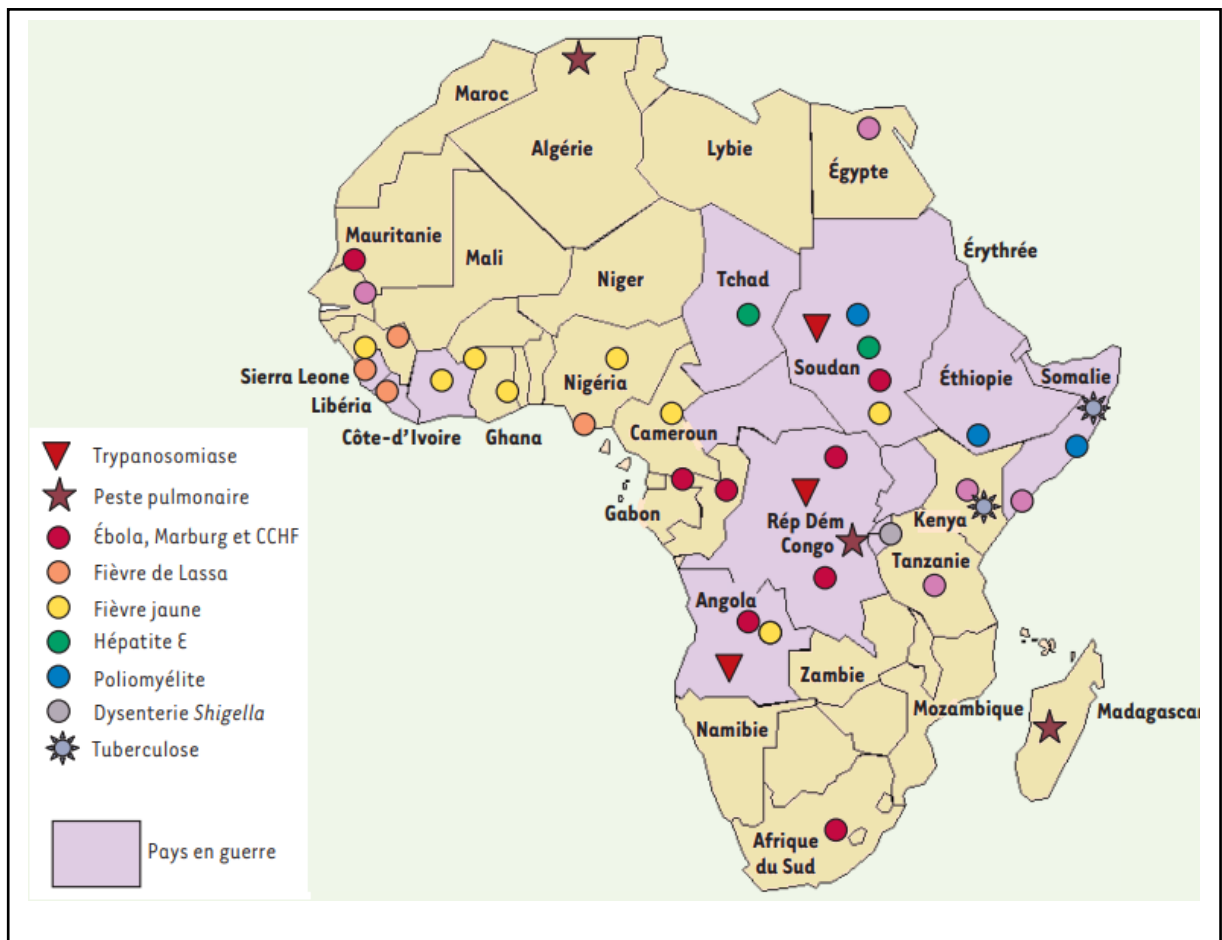 Maroc
Algérie
Lybie
Égypte
Mauritanie
Mali
Niger
Tchad
Érythrée
Soudan
Sierra Leone
Libéria
Côte-d'Ivoire
Ghana
Nigéria
Cameroun
Éthiopie
Somalie
Gabon
Rép Dém
Congo
Kenya
Tanzanie
Angola
Zambie
Mozambique
Madagascar
Namibie
Afrique
du Sud
Trypanosomiase
Peste pulmonaire
Ébola, Marburg et CCHF
Fièvre de Lassa
Fièvre jaune
Hépatite E
Poliomyélite
Dysenterie Shigella
Tuberculose
Pays en guerre